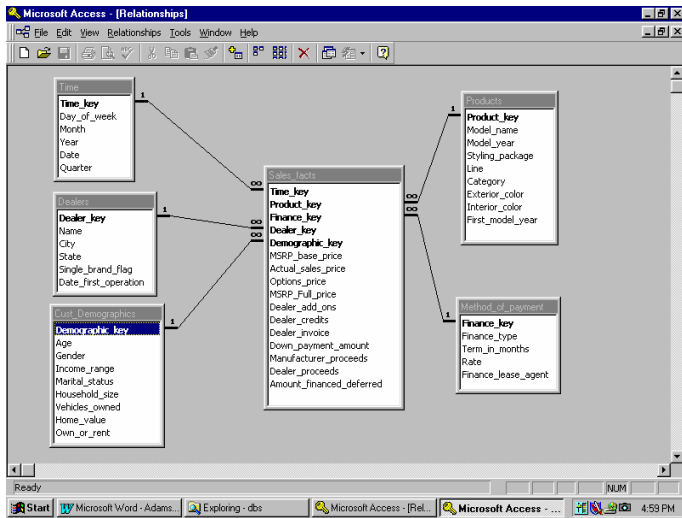 Microsoft Access - [Relationships]
File Edit View Relationships Tools Window Help
Time
Time_key
Day_of_week
Month
Year
Date
Quarter
Dealers
Dealer_key
Name
City
State
Single_brand_flag
Date_first_operation
Cust_Demographics
Demographic_key
Age
Gender
Income_range
Marital_status
Household_size
Vehicles_owned
Home_value
Own_or_rent
1
1
1
∞
∞
∞
Sales_facts
Time_key
Product_key
Finance_key
Dealer_key
Demographic_key
MSRP_base_price
Actual_sales_price
Options_price
MSRP_Full_price
Dealer_add_ons
Dealer_credits
Dealer_invoice
Down_payment_amount
Manufacturer_proceeds
Dealer_proceeds
Amount_financed_deferred
∞
∞
1
1
Products
Product_key
Model_name
Model_year
Styling_package
Line
Category
Exterior_color
Interior_color
First_model_year
Method_of_payment
Finance_key
Finance_type
Term_in_months
Rate
Finance_lease_agent
Ready
NUM
Start
Microsoft Word - Adams...
Exploring - dbs
Microsoft Access - [Rel...
Microsoft Access - ...
4:59 PM